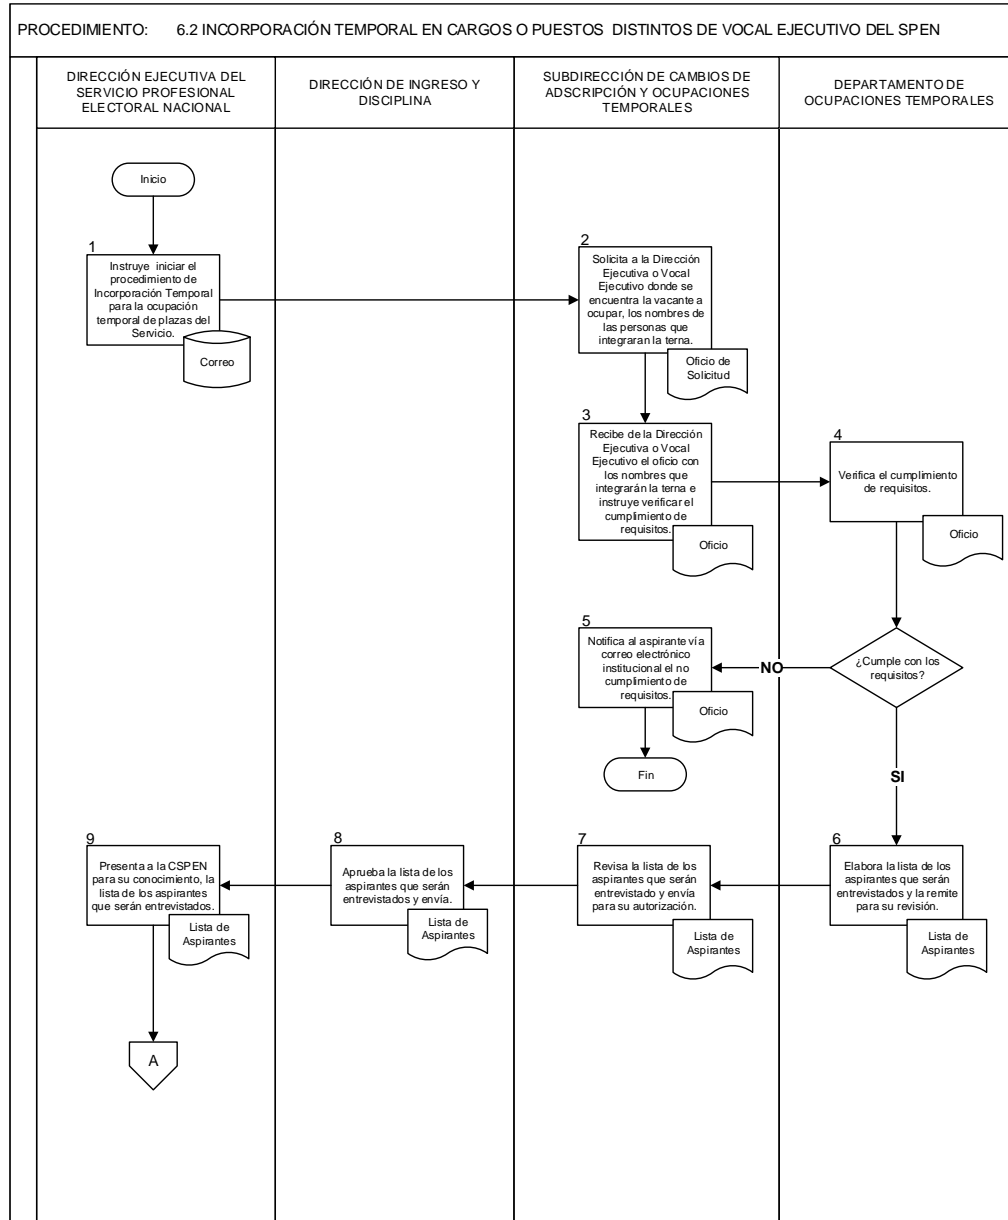 PROCEDIMIENTO: 6.2 INCORPORACIÓN TEMPORAL EN CARGOS O PUESTOS DISTINTOS DE VOCAL EJECUTIVO DEL SPEN
DIRECCIÓN EJECUTIVA DEL
SERVICIO PROFESIONAL
ELECTORAL NACIONAL
DIRECCIÓN DE INGRESO Y
DISCIPLINA
SUBDIRECCIÓN DE CAMBIOS DE
ADSCRIPCIÓN Y OCUPACIONES
TEMPORALES
DEPARTAMENTO DE
OCUPACIONES TEMPORALES
Inicio
1
Instruye iniciar el
procedimiento de
Incorporación Temporal
para la ocupación
temporal de plazas del
Servicio.
Correo
2
Solicita a la Dirección
Ejecutiva o Vocal
Ejecutivo donde se
encuentra la vacante a
ocupar, los nombres de
las personas que
integraran la terna.
Oficio de
Solicitud
3
Recibe de la Dirección
Ejecutiva o Vocal
Ejecutivo el oficio con
los nombres que
integrarán la terna e
instruye verificar el
cumplimiento de
requisitos.
Oficio
4
Verifica el cumplimiento
de requisitos.
Oficio
¿Cumple con los
requisitos?
NO
SI
5
Notifica al aspirante vía
correo electrónico
institucional el no
cumplimiento de
requisitos.
Oficio
Fin
6
Elabora la lista de los
aspirantes que serán
entrevistados y la remite
para su revisión.
Lista de
Aspirantes
7
Revisa la lista de los
aspirantes que serán
entrevistado y envía
para su autorización.
Lista de
Aspirantes
8
Aprueba la lista de los
aspirantes que serán
entrevistados y envía.
Lista de
Aspirantes
9
Presenta a la CSPEN
para su conocimiento, la
lista de los aspirantes
que serán entrevistados.
Lista de
Aspirantes
A